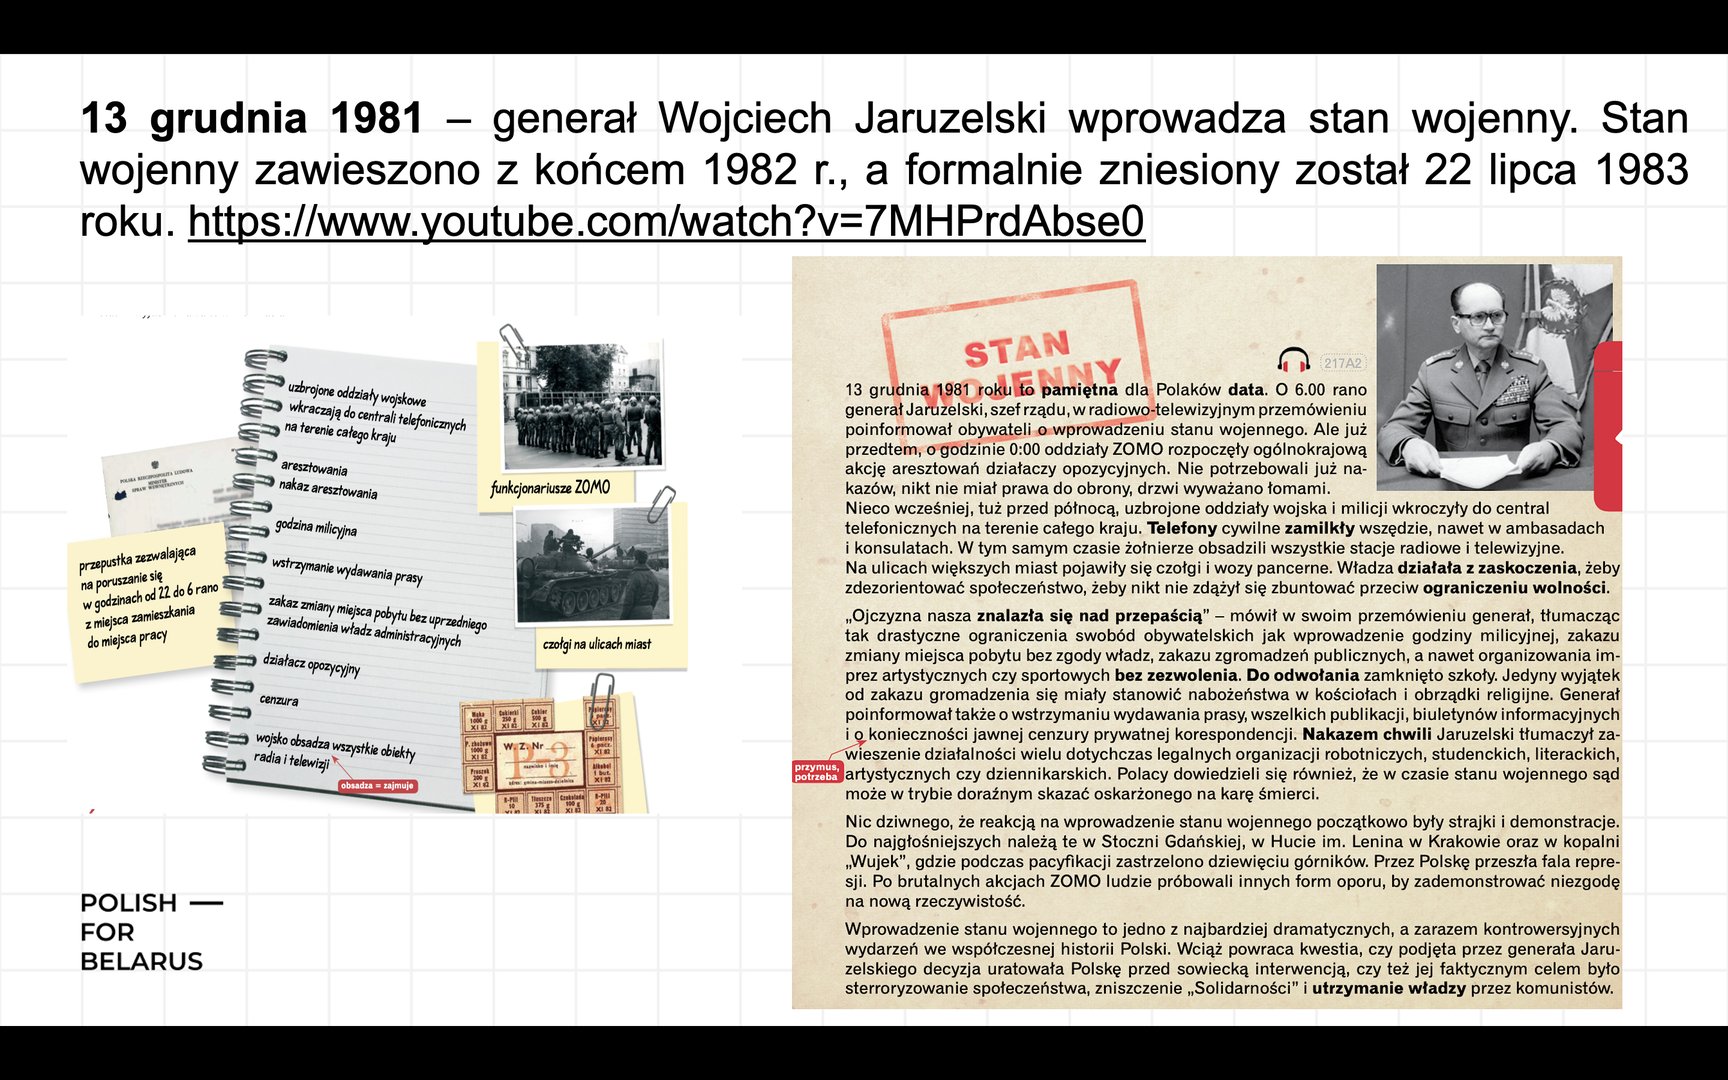 13 grudnia 1981 – generał Wojciech Jaruzelski wprowadza stan wojenny. Stan
wojenny zawieszono z końcem 1982 r., a formalnie zniesiony został 22 lipca 1983
roku. https://www.youtube.com/watch?v=7MHPrdAbse0
POLSKA RZECZPOSPOLITA LUDOWA
MINISTER
SPRAW WEWNĘTRZNYCH
przepustka zezwalająca
na poruszanie się
w godzinach od 22 do 6 rano
z miejsca zamieszkania
do miejsca pracy
uzbrojone oddziały wojskowe
wkraczają do centrali telefonicznych
na terenie całego kraju
aresztowania
nakaz aresztowania
godzina milicyjna
wstrzymanie wydawania prasy
zakaz zmiany miejsca pobytu bez uprzedniego
zawiadomienia władz administracyjnych
działacz opozycyjny
cenzura
wojsko obsadza wszystkie obiekty
radia i telewizji
obsadza = zajmuje
funkcjonariusze ZOMO
czołgi na ulicach miast
W. Z. Nr
STAN
WOJENNY
217A2
13 grudnia 1981 roku to pamiętna dla Polaków data. O 6.00 rano
generał Jaruzelski, szef rządu, w radiowo-telewizyjnym przemówieniu
poinformował obywateli o wprowadzeniu stanu wojennego. Ale już
przedtem, o godzinie 0:00 oddziały ZOMO rozpoczęły ogólnokrajową
akcję aresztowań działaczy opozycyjnych. Nie potrzebowali już na-
kazów, nikt nie miał prawa do obrony, drzwi wyważano łomami.
Nieco wcześniej, tuż przed północą, uzbrojone oddziały wojska i milicji wkroczyły do central
telefonicznych na terenie całego kraju. Telefony cywilne zamilkły wszędzie, nawet w ambasadach
i konsulatach. W tym samym czasie żołnierze obsadzili wszystkie stacje radiowe i telewizyjne.
Na ulicach większych miast pojawiły się czołgi i wozy pancerne. Władza działała z zaskoczenia, żeby
zdezorientować społeczeństwo, żeby nikt nie zdążył się zbuntować przeciw ograniczeniu wolności.
„Ojczyzna nasza znalazła się nad przepaścią” – mówił w swoim przemówieniu generał, tłumacząc
tak drastyczne ograniczenia swobód obywatelskich jak wprowadzenie godziny milicyjnej, zakazu
zmiany miejsca pobytu bez zgody władz, zakazu zgromadzeń publicznych, a nawet organizowania im-
prez artystycznych czy sportowych bez zezwolenia. Do odwołania zamknięto szkoły. Jedyny wyjątek
od zakazu gromadzenia się miały stanowić nabożeństwa w kościołach i obrządki religijne. Generał
poinformował także o wstrzymaniu wydawania prasy, wszelkich publikacji, biuletynów informacyjnych
i o konieczności jawnej cenzury prywatnej korespondencji. Nakazem chwili Jaruzelski tłumaczył za-
wieszenie działalności wielu dotychczas legalnych organizacji robotniczych, studenckich, literackich,
artystycznych czy dziennikarskich. Polacy dowiedzieli się również, że w czasie stanu wojennego sąd
może w trybie doraźnym skazać oskarżonego na karę śmierci.
przymus,
potrzeba
Nic dziwnego, że reakcją na wprowadzenie stanu wojennego początkowo były strajki i demonstracje.
Do najgłośniejszych należą te w Stoczni Gdańskiej, w Hucie im. Lenina w Krakowie oraz w kopalni
„Wujek”, gdzie podczas pacyfikacji zastrzelono dziewięciu górników. Przez Polskę przeszła fala repre-
sji. Po brutalnych akcjach ZOMO ludzie próbowali innych form oporu, by zademonstrować niezgodę
na nową rzeczywistość.
Wprowadzenie stanu wojennego to jedno z najbardziej dramatycznych, a zarazem kontrowersyjnych
wydarzeń we współczesnej historii Polski. Wciąż powraca kwestia, czy podjęta przez generała Jaru-
zelskiego decyzja uratowała Polskę przed sowiecką interwencją, czy też jej faktycznym celem było
sterroryzowanie społeczeństwa, zniszczenie „Solidarności” i utrzymanie władzy przez komunistów.
POLISH —
FOR
BELARUS